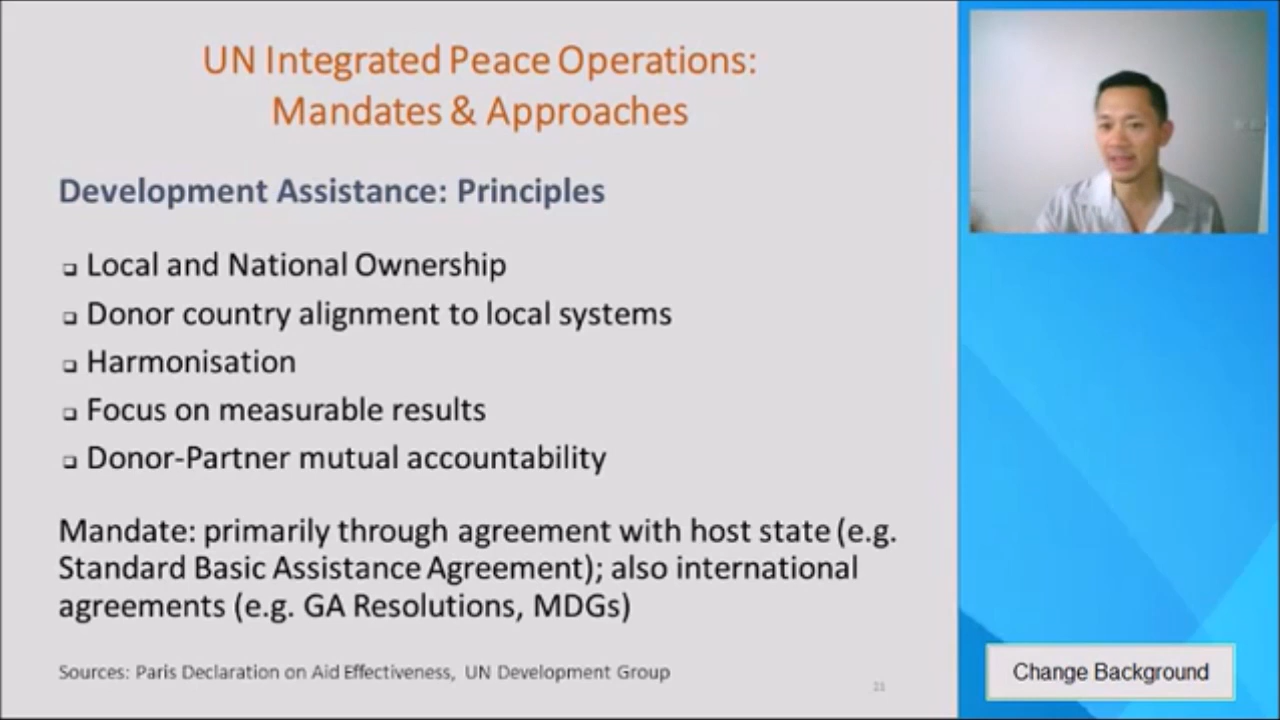 UN Integrated Peace Operations:
Mandates & Approaches
Development Assistance: Principles
Local and National Ownership
Donor country alignment to local systems
Harmonisation
Focus on measurable results
Donor-Partner mutual accountability
Mandate: primarily through agreement with host state (e.g.
Standard Basic Assistance Agreement); also international
agreements (e.g. GA Resolutions, MDGs)
Sources: Paris Declaration on Aid Effectiveness, UN Development Group
Change Background